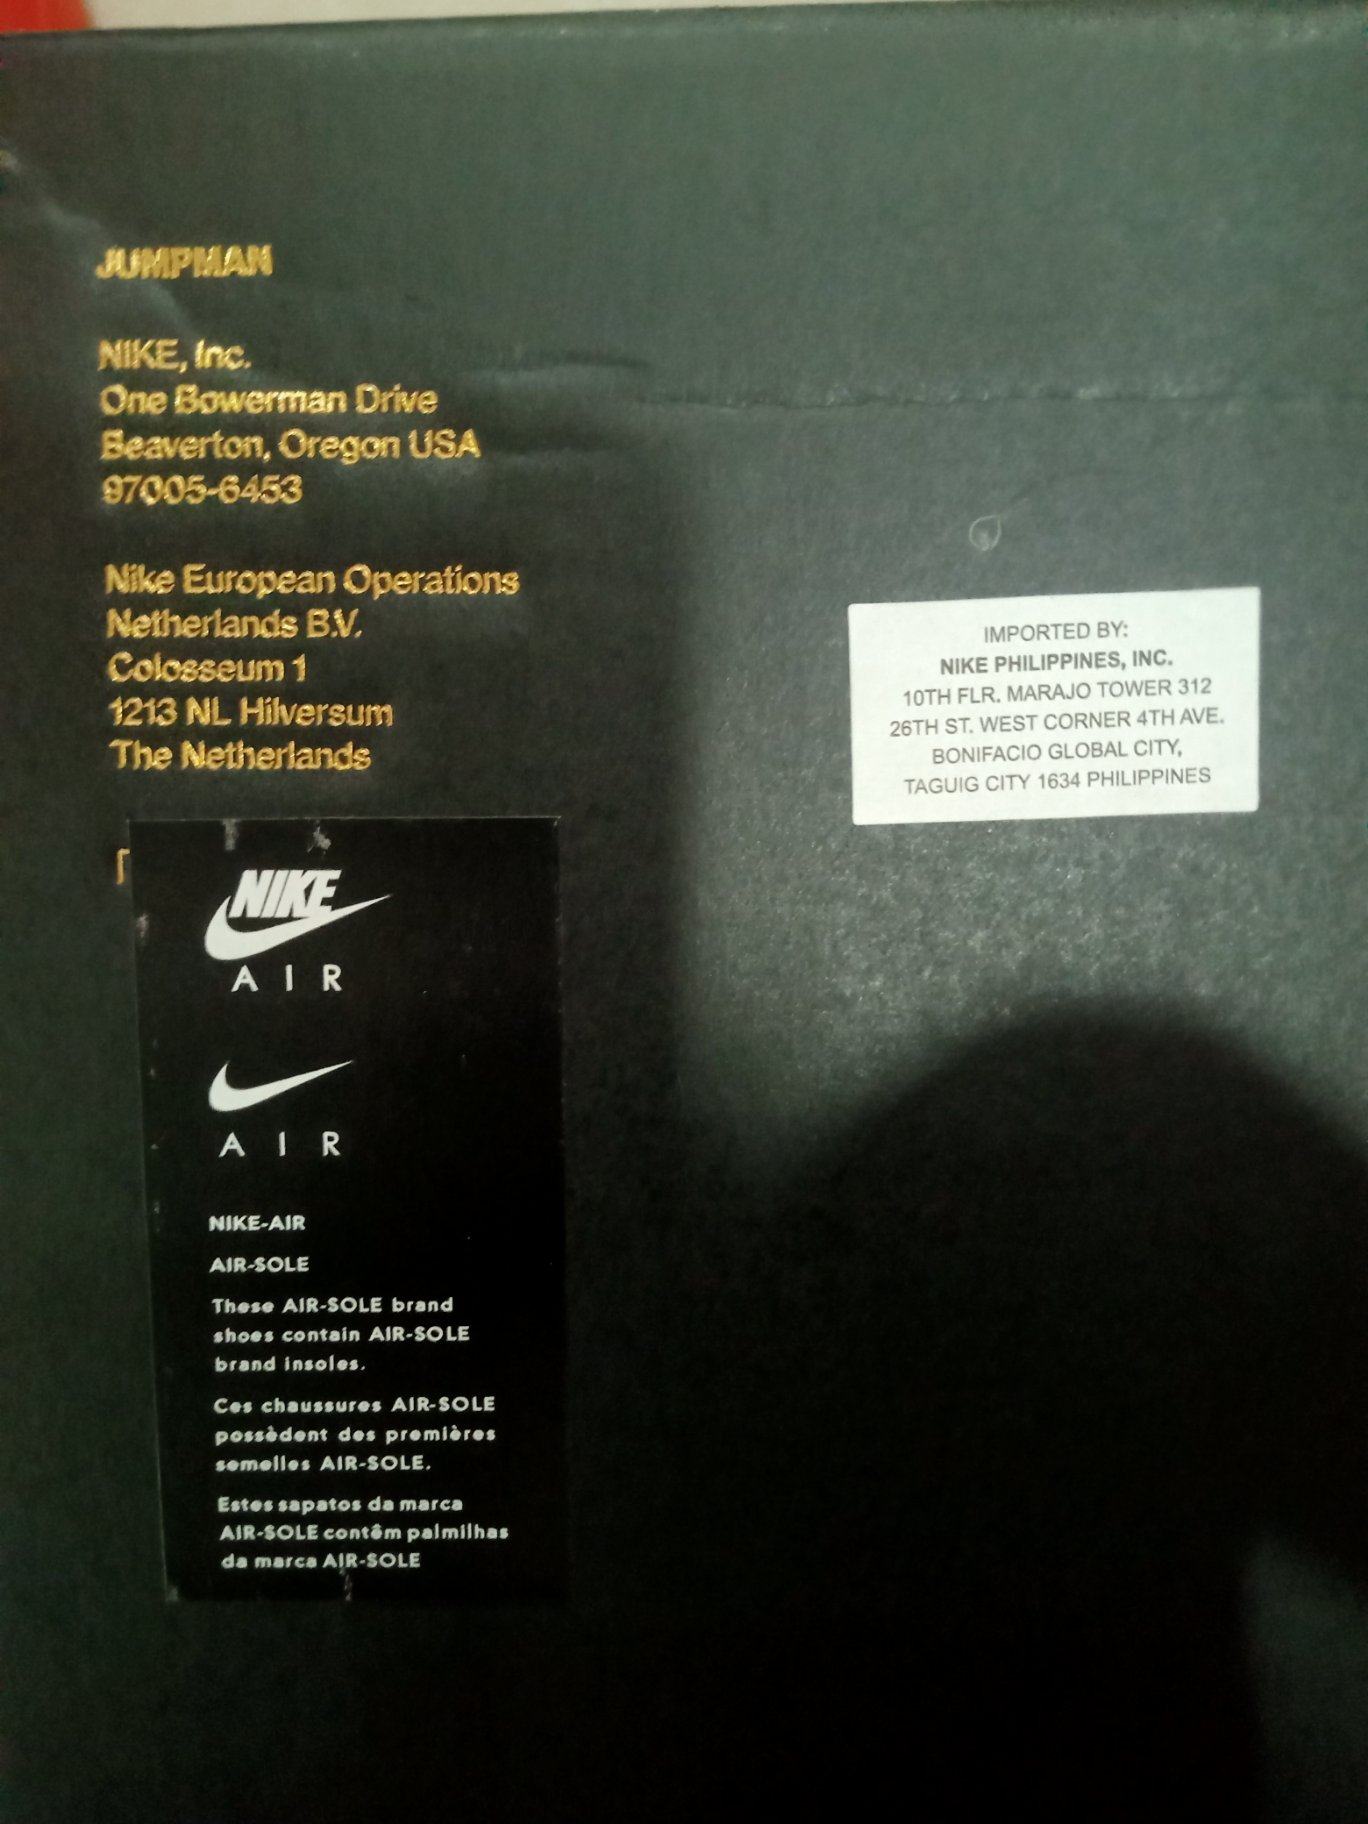 JUMPMAN
NIKE, Inc.
One Bowerman Drive
Beaverton, Oregon USA
97005-6453
Nike European Operations
Netherlands B.V.
Colosseum 1
1213 NL Hilversum
The Netherlands
IMPORTED BY:
NIKE PHILIPPINES, INC.
10TH FLR. MARAJO TOWER 312
26TH ST. WEST CORNER 4TH AVE.
BONIFACIO GLOBAL CITY,
TAGUIG CITY 1634 PHILIPPINES
NIKE
AIR
AIR
NIKE-AIR
AIR-SOLE
These AIR-SOLE brand
shoes contain AIR-SOLE
brand insoles.
Ces chaussures AIR-SOLE
possèdent des premières
semelles AIR-SOLE.
Estes sapatos da marca
AIR-SOLE contêm palmilhas
da marca AIR-SOLE